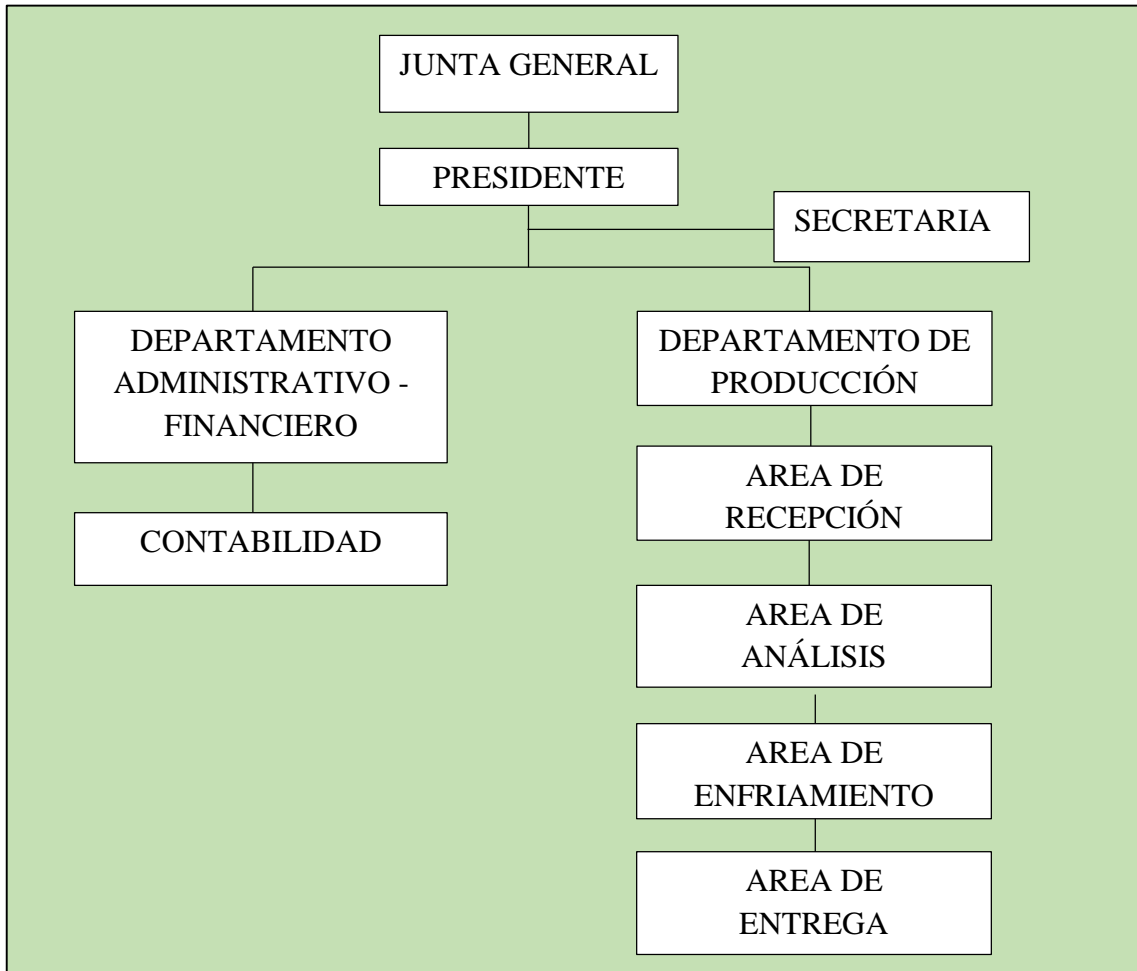 JUNTA GENERAL
PRESIDENTE
SECRETARIA
DEPARTAMENTO
ADMINISTRATIVO -
FINANCIERO
CONTABILIDAD
DEPARTAMENTO DE
PRODUCCIÓN
AREA DE
RECEPCIÓN
AREA DE
ANÁLISIS
AREA DE
ENFRIAMIENTO
AREA DE
ENTREGA